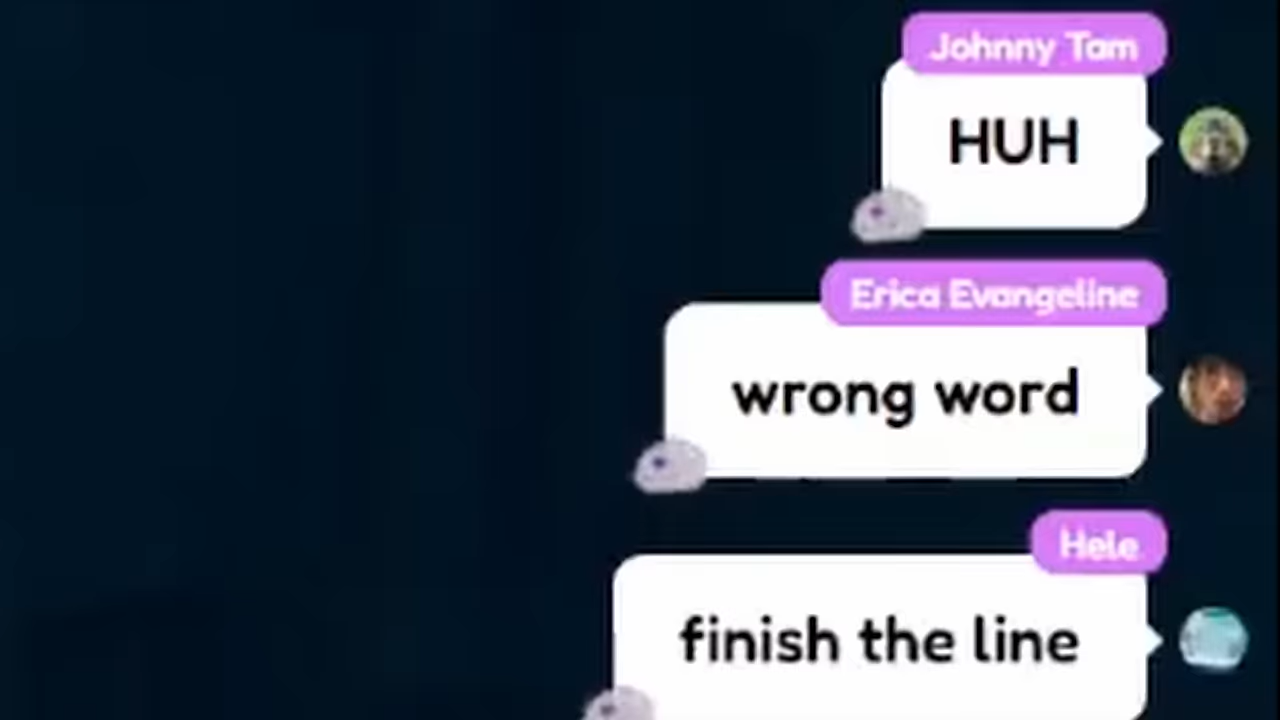 Johnny Tam
HUH
Erica Evangeline
wrong word
Hele
finish the line